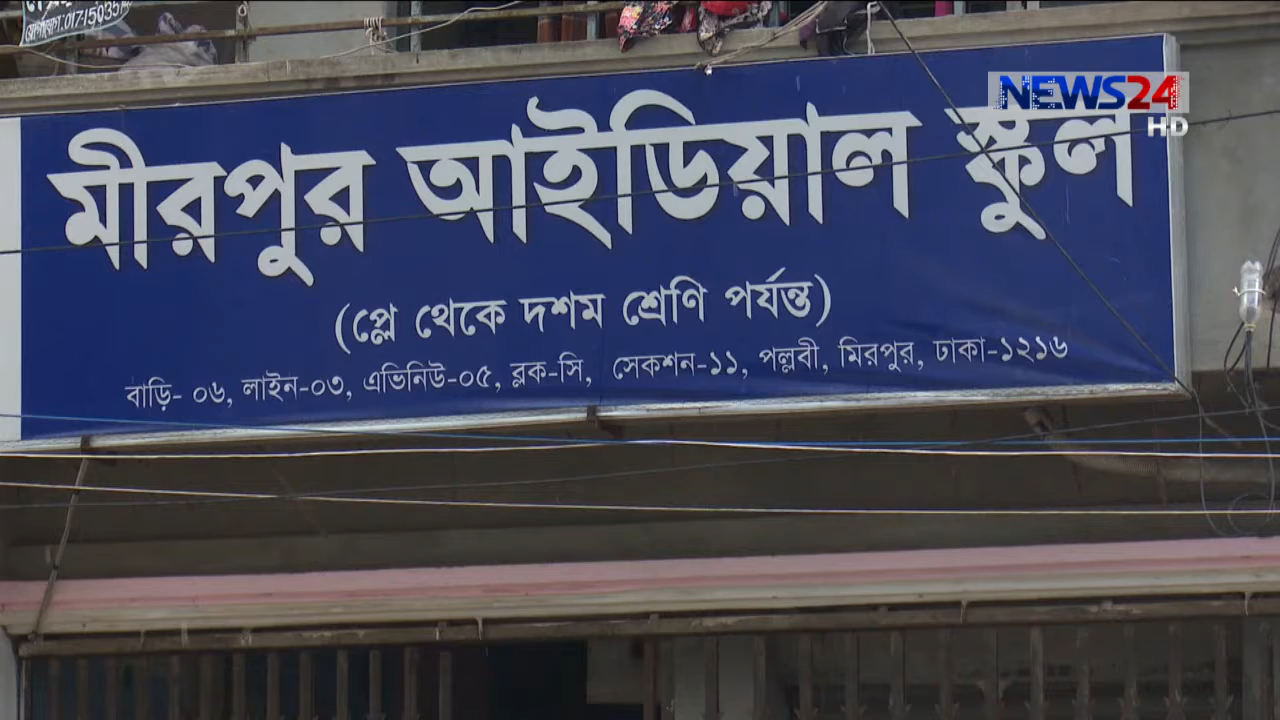 NEWS24
HD
মীরপুর আইডিয়াল স্কুল
(প্লে থেকে দশম শ্রেণি পর্যন্ত)
বাড়ি- ০৬, লাইন-০৩, এভিনিউ-০৫, ব্লক-সি, সেকশন-১১, পল্লবী, মিরপুর, ঢাকা-১২১৬